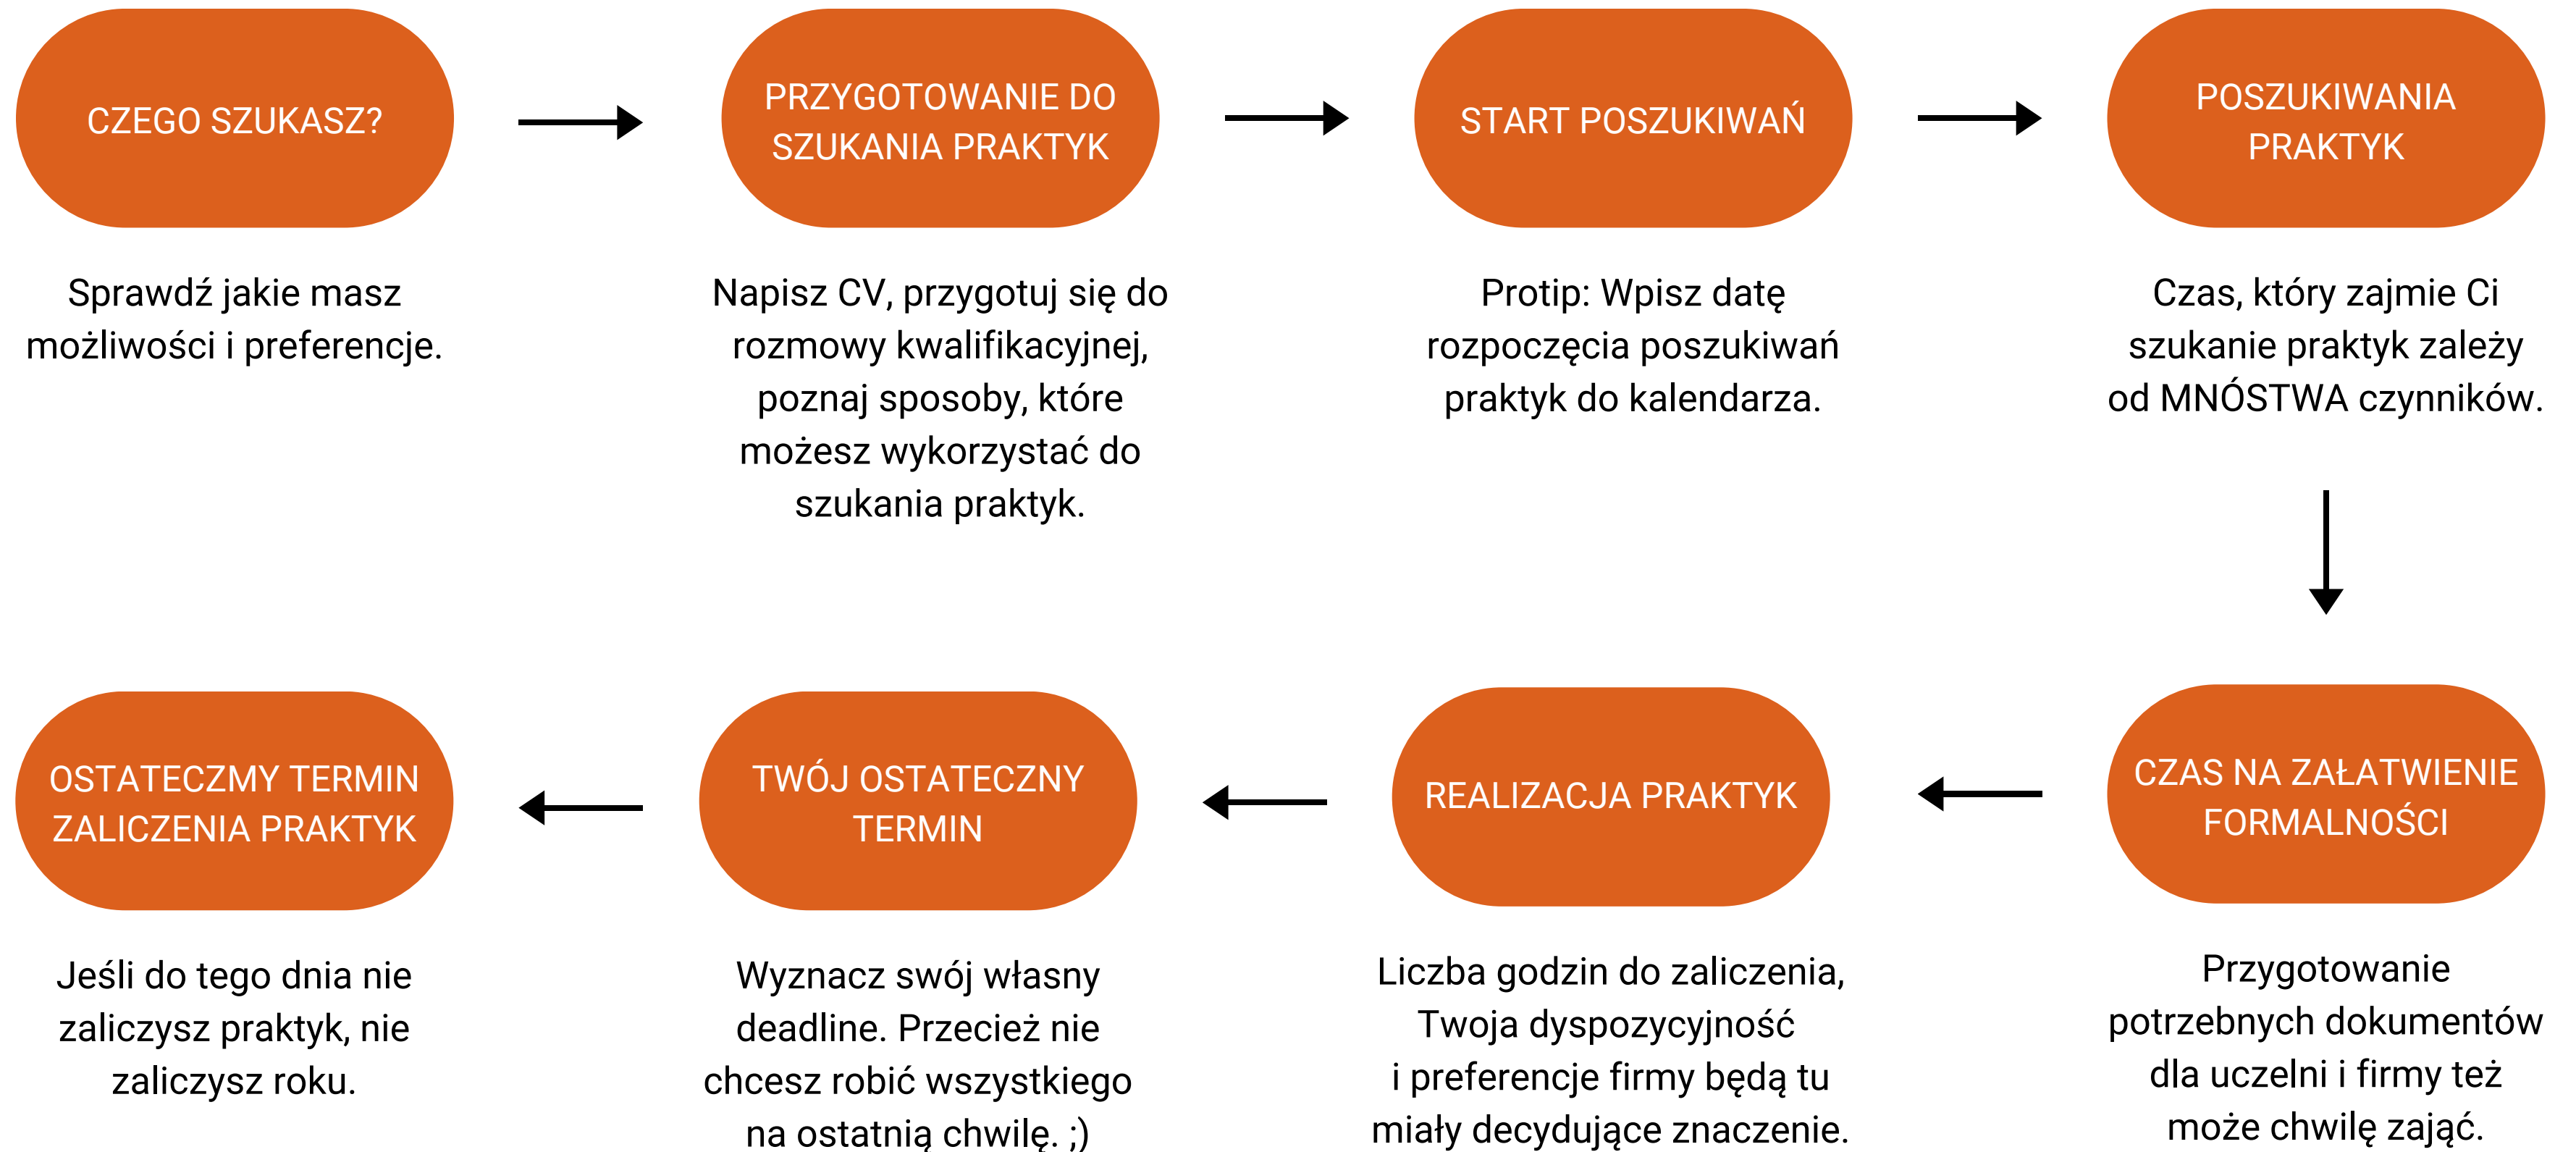 CZEGO SZUKASZ?
Sprawdź jakie masz
możliwości i preferencje.
PRZYGOTOWANIE DO
SZUKANIA PRAKTYK
Napisz CV, przygotuj się do
rozmowy kwalifikacyjnej,
poznaj sposoby, które
możesz wykorzystać do
szukania praktyk.
START POSZUKIWAŃ
Protip: Wpisz datę
rozpoczęcia poszukiwań
praktyk do kalendarza.
POSZUKIWANIA
PRAKTYK
Czas, który zajmie Ci
szukanie praktyk zależy
od MNÓSTWA czynników.
CZAS NA ZAŁATWIENIE
FORMALNOŚCI
Przygotowanie
potrzebnych dokumentów
dla uczelni i firmy też
może chwilę zająć.
REALIZACJA PRAKTYK
Liczba godzin do zaliczenia,
Twoja dyspozycyjność
i preferencje firmy będą tu
miały decydujące znaczenie.
TWÓJ OSTATECZNY
TERMIN
Wyznacz swój własny
deadline. Przecież nie
chcesz robić wszystkiego
na ostatnią chwilę. ;)
OSTATECZMY TERMIN
ZALICZENIA PRAKTYK
Jeśli do tego dnia nie
zaliczysz praktyk, nie
zaliczysz roku.